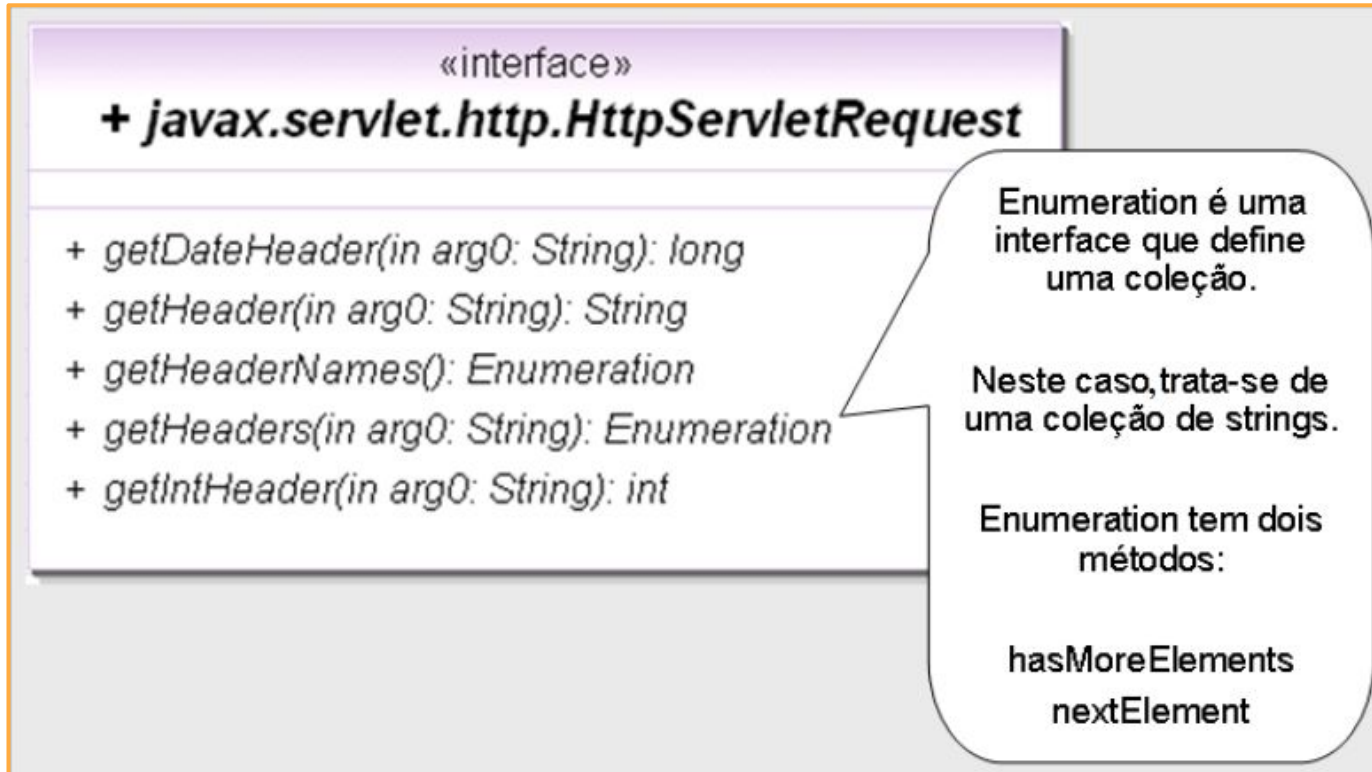 «interface»
+ javax.servlet.http.HttpServletRequest
+ getDateHeader(in arg0: String): long
+ getHeader(in arg0: String): String
+ getHeaderNames(): Enumeration
+ getHeaders(in arg0: String): Enumeration
+ getIntHeader(in arg0: String): int
Enumeration é uma
interface que define
uma coleção.
Neste caso,trata-se de
uma coleção de strings.
Enumeration tem dois
métodos:
hasMoreElements
nextElement